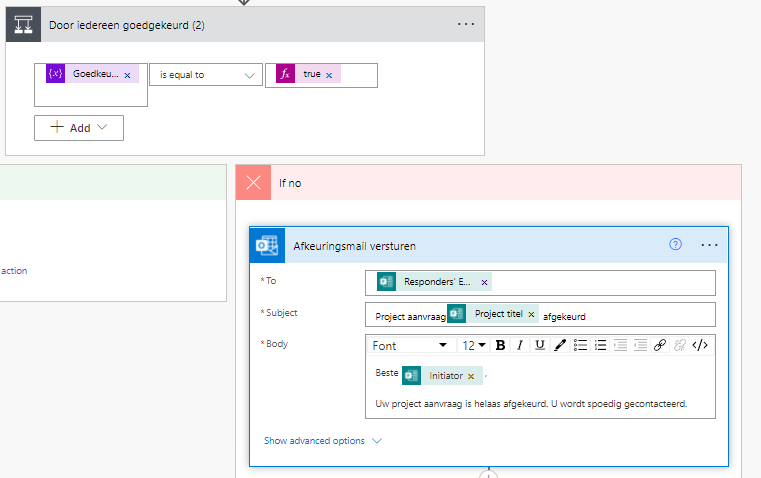 Door iedereen goedgekeurd (2)
{x} Goedkeu... × is equal to fx true ×
Add
If no
Afkeuringsmail versturen
action
*To Responders' E... ×
*Subject Project aanvraag Project titel × afgekeurd
*Body Font 12 B I U </>
Beste Initiator × ,
Uw project aanvraag is helaas afgekeurd. U wordt spoedig gecontacteerd.
Show advanced options